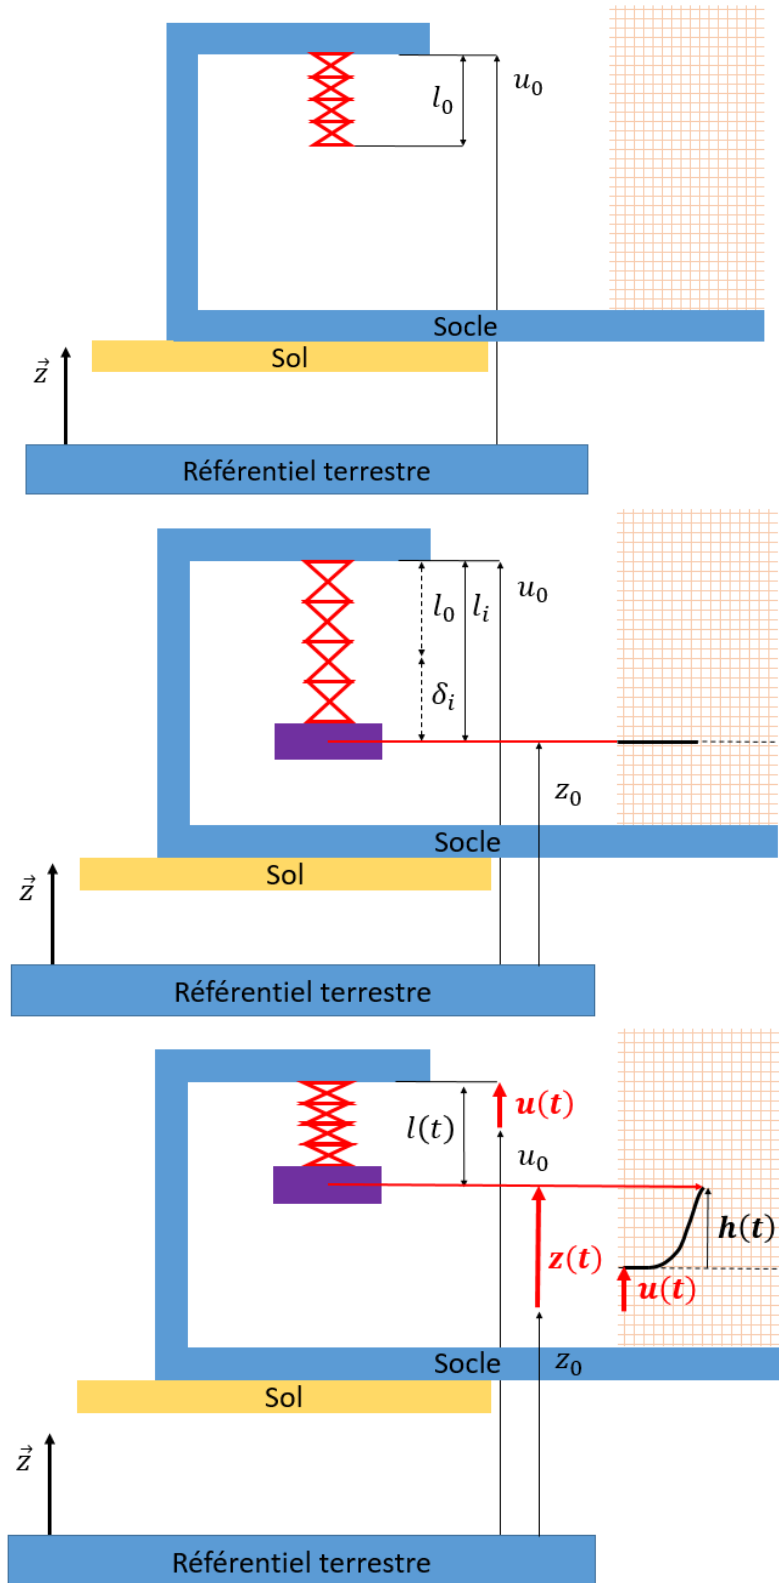 u₀
l₀
Socle
Sol
z⃗
Référentiel terrestre
u₀
l₀ lᵢ
δᵢ
z₀
Socle
Sol
z⃗
Référentiel terrestre
u(t)
l(t)
u₀
h(t)
z(t)
u(t)
Socle
z₀
Sol
z⃗
Référentiel terrestre